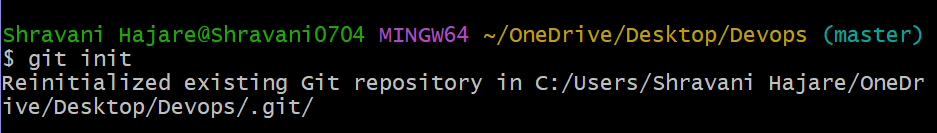 Shravani Hajare@Shravani0704 MINGW64 ~/OneDrive/Desktop/Devops (master)
$ git init
Reinitialized existing Git repository in C:/Users/Shravani Hajare/OneDr
ive/Desktop/Devops/.git/